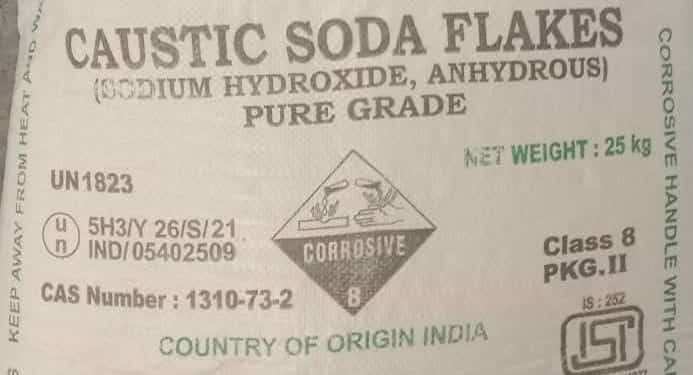 CAUSTIC SODA FLAKES
(SODIUM HYDROXIDE, ANHYDROUS)
PURE GRADE
NET WEIGHT : 25 kg
UN1823
un
5H3/Y 26/S/21
IND/05402509
CORROSIVE
8
Class 8
PKG.II
CAS Number : 1310-73-2
IS : 252
ISI
COUNTRY OF ORIGIN INDIA
KEEP AWAY FROM HEAT AND
CORROSIVE HANDLE WITH